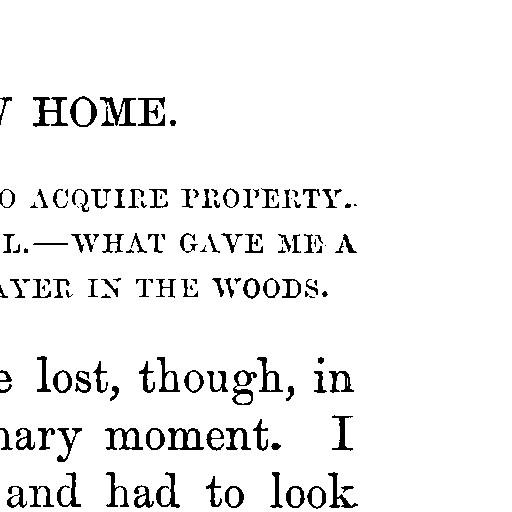 HOME.
O ACQUIRE PROPERTY.
L.—WHAT GAVE ME A
AYER IN THE WOODS.
e lost, though, in
nary moment. I
and had to look